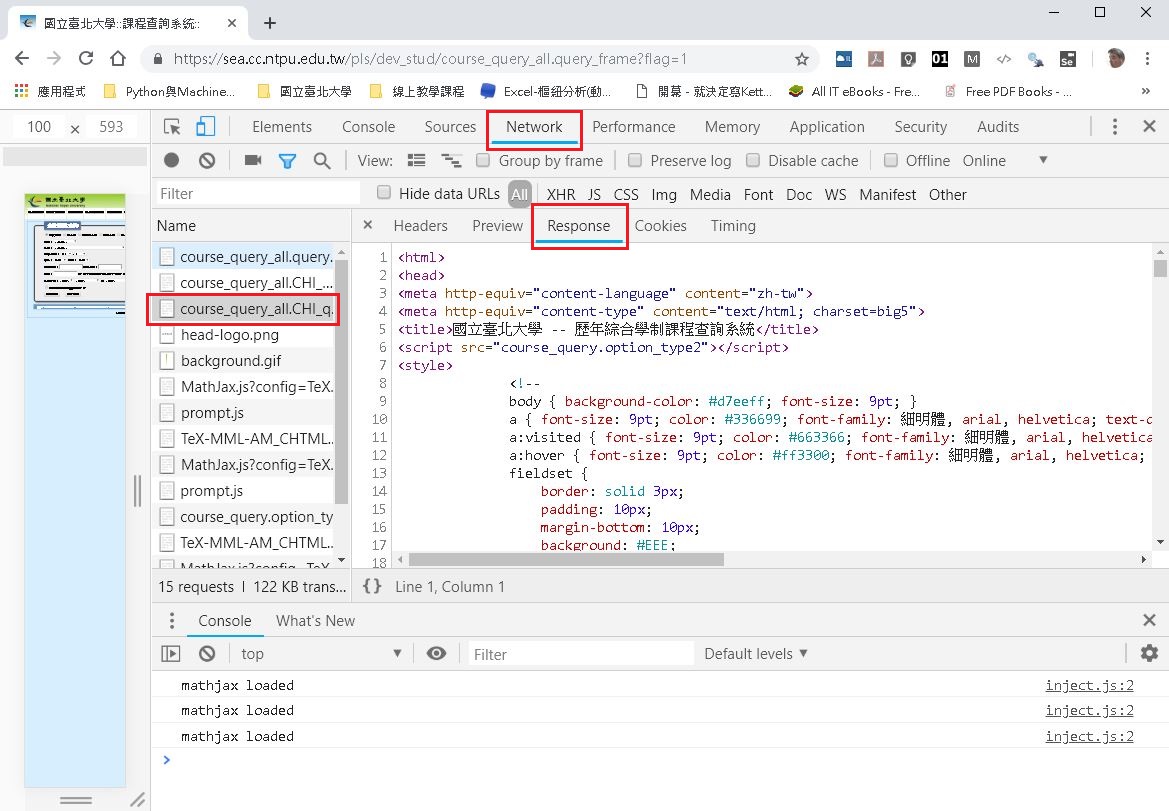 國立臺北大學::課程查詢系統::
https://sea.cc.ntpu.edu.tw/pls/dev_stud/course_query_all.query_frame?flag=1
應用程式 Python與Machine... 國立臺北大學 線上教學課程 Excel-樞紐分析(動... 開幕 - 就決定寫Kett... All IT eBooks - Fre... Free PDF Books - ... »
100 x 593
Elements Console Sources Network Performance Memory Application Security Audits
View: Group by frame Preserve log Disable cache Offline Online
Filter Hide data URLs All XHR JS CSS Img Media Font Doc WS Manifest Other
Name
course_query_all.query.
course_query_all.CHI_...
course_query_all.CHI_q.
head-logo.png
background.gif
MathJax.js?config=TeX.
prompt.js
TeX-MML-AM_CHTML..
MathJax.js?config=TeX.
prompt.js
course_query.option_ty
TeX-MML-AM_CHTML..
MathJax.js?config=TeX.
15 requests | 122 KB trans...
× Headers Preview Response Cookies Timing
1 <html>
2 <head>
3 <meta http-equiv="content-language" content="zh-tw">
4 <meta http-equiv="content-type" content="text/html; charset=big5">
5 <title>國立臺北大學 -- 歷年綜合學制課程查詢系統</title>
6 <script src="course_query.option_type2"></script>
7 <style>
8 <!--
9 body { background-color: #d7eeff; font-size: 9pt; }
10 a { font-size: 9pt; color: #336699; font-family: 細明體, arial, helvetica; text-d
11 a:visited { font-size: 9pt; color: #663366; font-family: 細明體, arial, helvetica
12 a:hover { font-size: 9pt; color: #ff3300; font-family: 細明體, arial, helvetica;
13 fieldset {
14 border: solid 3px;
15 padding: 10px;
16 margin-bottom: 10px;
17 background: #EEE;
18
{} Line 1, Column 1
Console What's New
top Filter Default levels
mathjax loaded inject.js:2
mathjax loaded inject.js:2
mathjax loaded inject.js:2
>